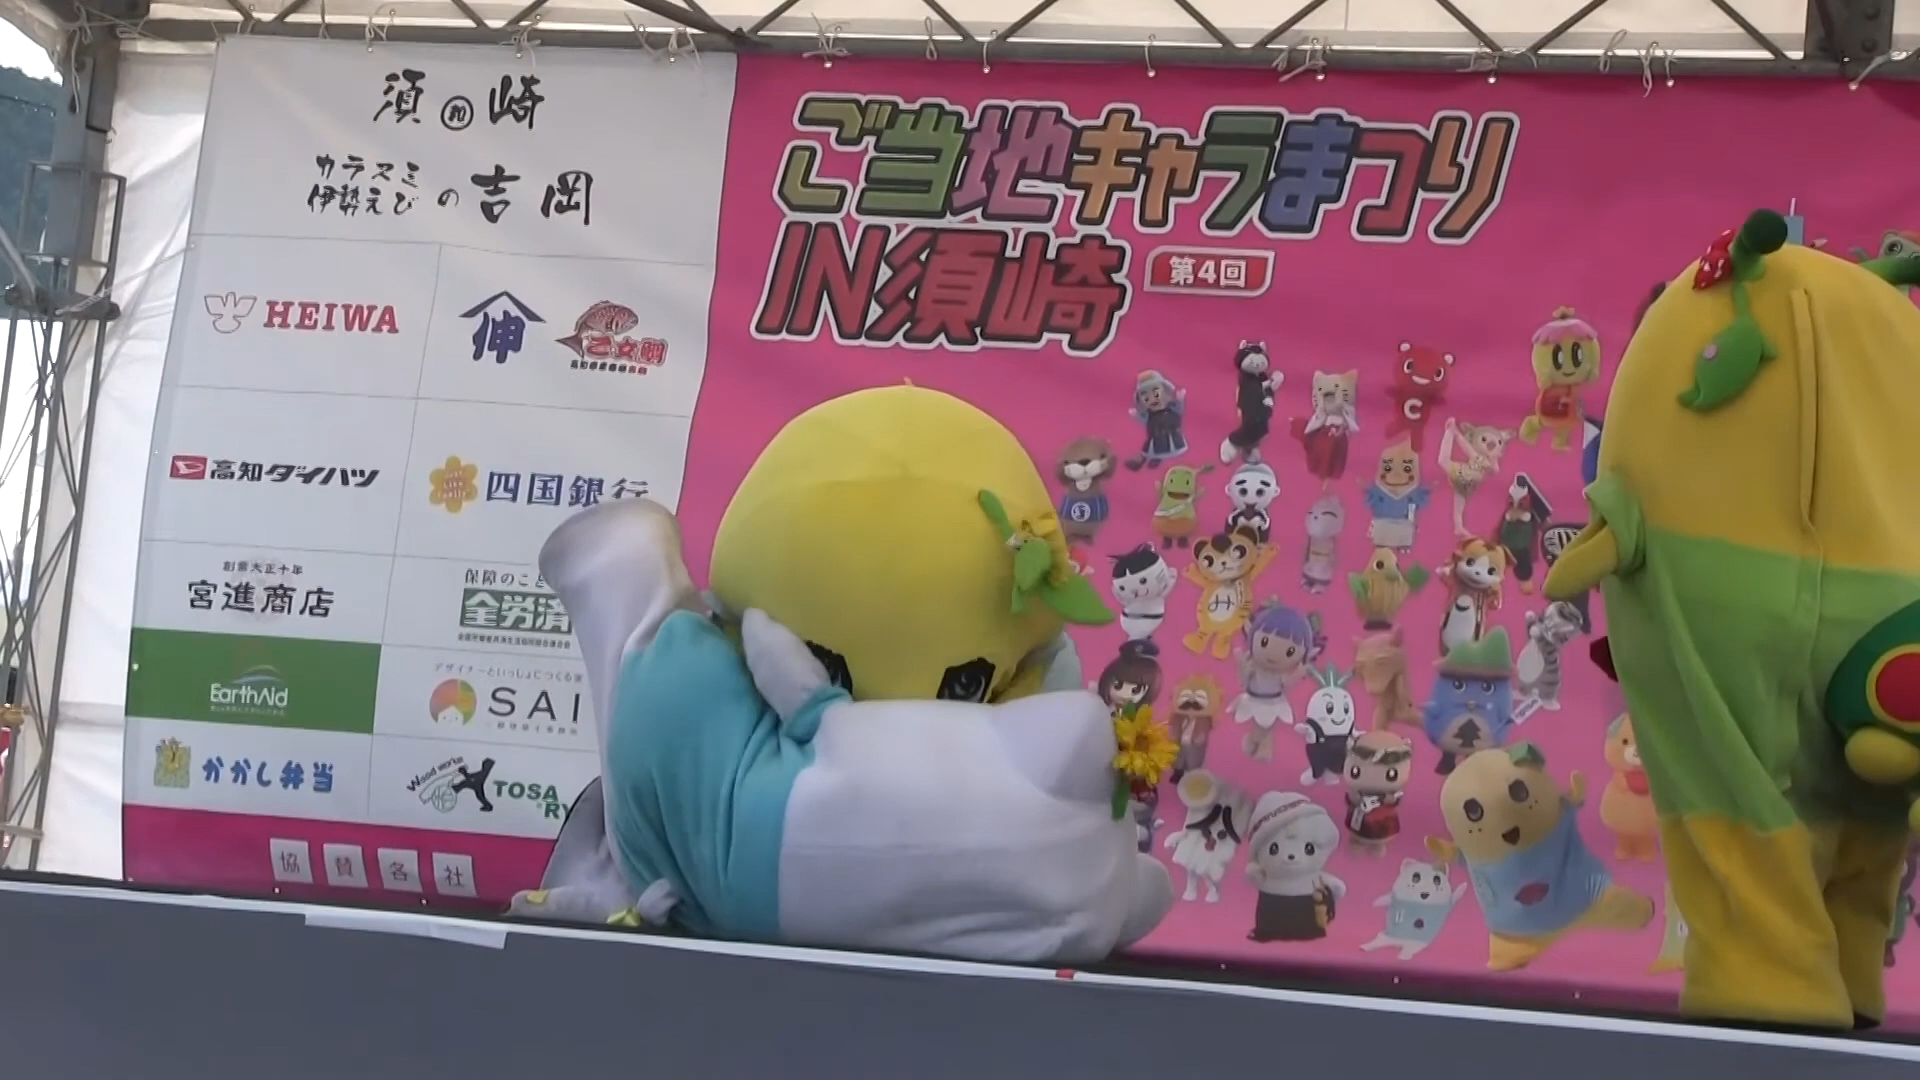 須崎
カラスミ
伊勢えび の 吉岡
HEIWA
伸
乙女鯛
高知ダイハツ
四国銀行
創業大正十年
宮進商店
保障のこと
全労済
EarthAid
デザイナーといっしょにつくる家
SAI
かかし弁当
Wood worker
TOSA
RY
協賛各社
ご当地キャラまつり
IN須崎
第4回